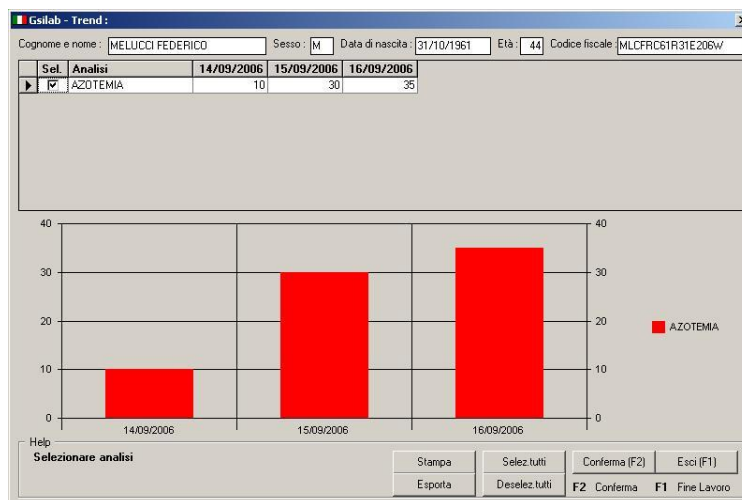 Gsilab - Trend :
Cognome e nome : MELUCCI FEDERICO Sesso : M Data di nascita : 31/10/1961 Età : 44 Codice fiscale : MLCFRC61R31E206W
Sel. Analisi 14/09/2006 15/09/2006 16/09/2006
AZOTEMIA 10 30 35
40 40
30 30
20 20
AZOTEMIA
10 10
0 0
14/09/2006 15/09/2006 16/09/2006
Help
Selezionare analisi
Stampa Selez.tutti Conferma (F2) Esci (F1)
Esporta Deselez.tutti F2 Conferma F1 Fine Lavoro